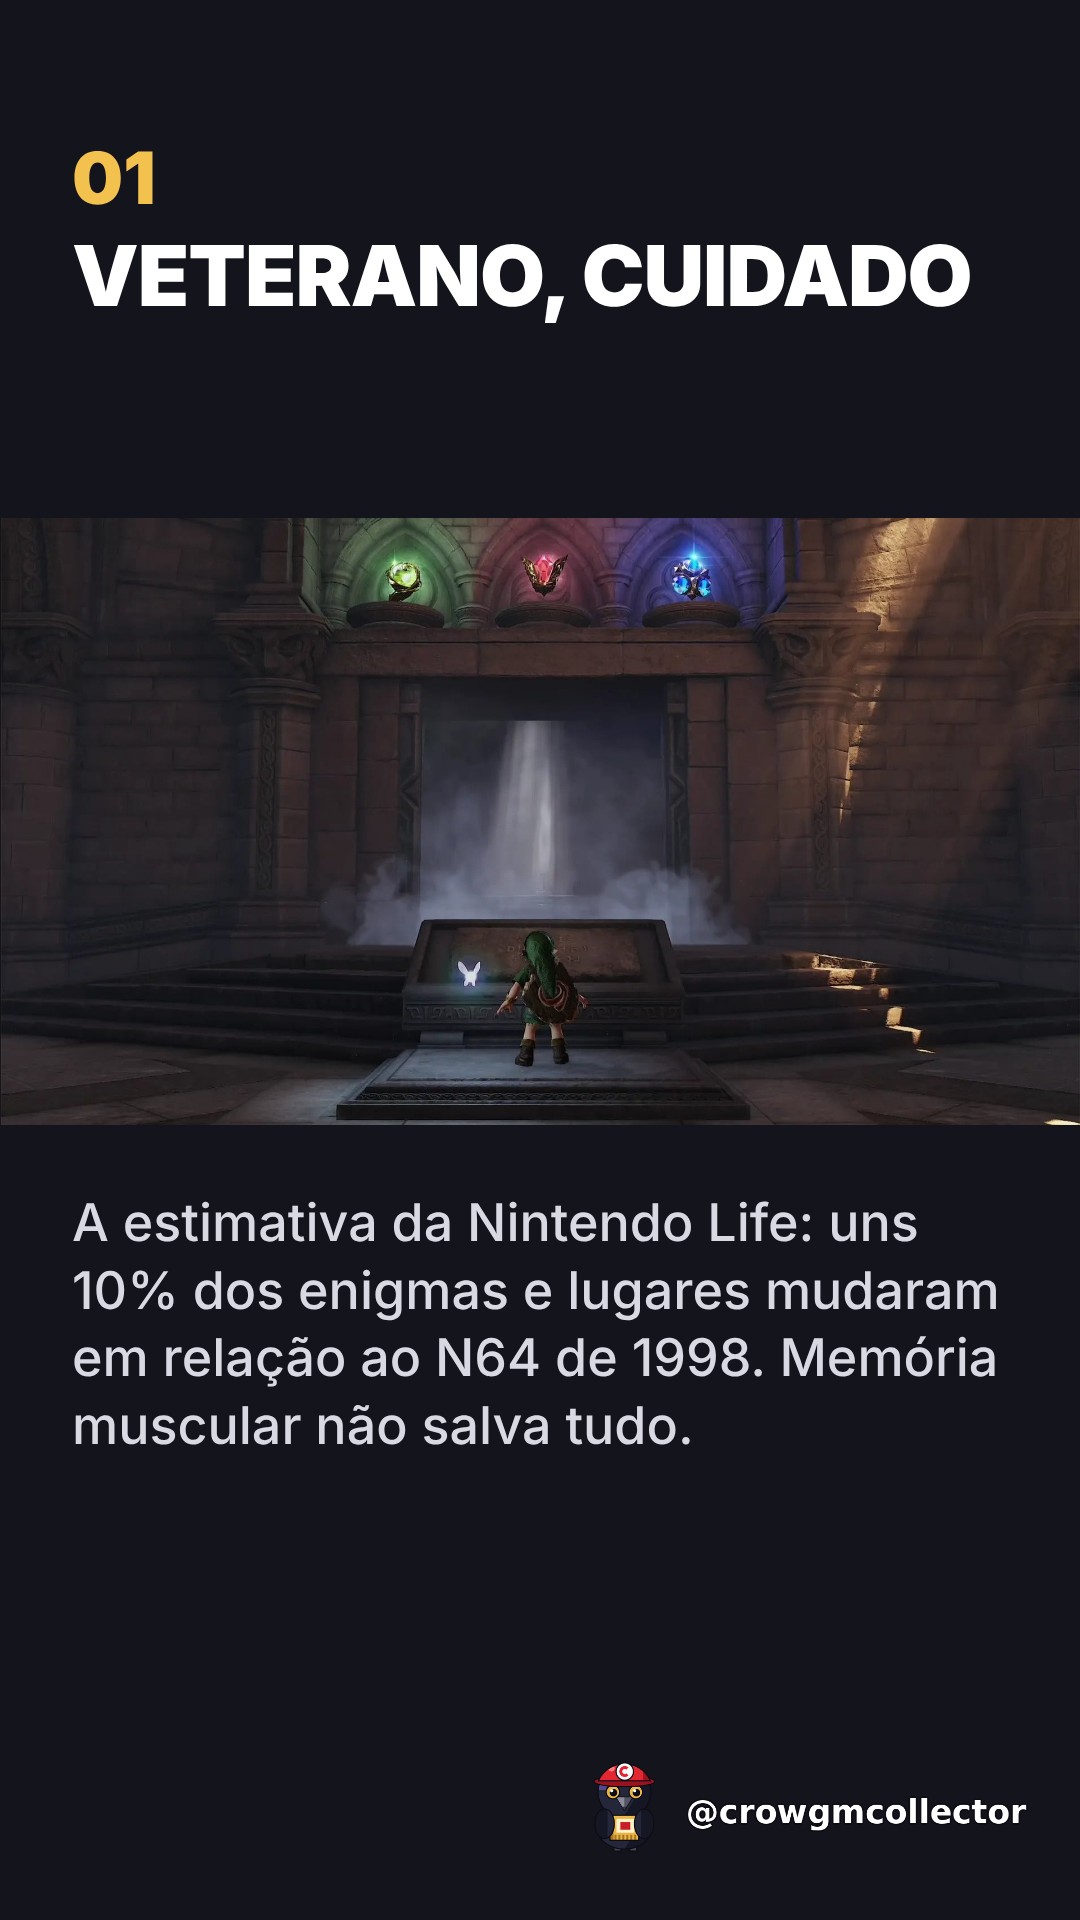 01
VETERANO, CUIDADO
A estimativa da Nintendo Life: uns
10% dos enigmas e lugares mudaram
em relação ao N64 de 1998. Memória
muscular não salva tudo.
C
@crowgmcollector